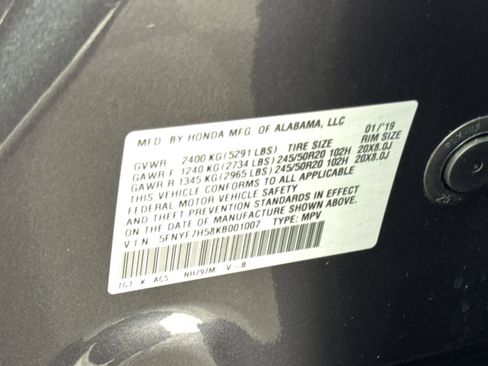 MFD. BY HONDA MFG. OF ALABAMA, LLC 01/'19
TIRE SIZE RIM SIZE
GVWR 2400 KG(5291 LBS)
GAWR F 1240 KG(2734 LBS) 245/50R20 102H 20X8.0J
GAWR R 1345 KG(2965 LBS) 245/50R20 102H 20X8.0J
THIS VEHICLE CONFORMS TO ALL APPLICABLE
FEDERAL MOTOR VEHICLE SAFETY
AND THEFT PREVENTION STANDARDS IN EFFECT
ON THE DATE OF MANUFACTURE SHOWN ABOVE.
V I N : 5FNYF7H58KB001007 TYPE: MPV
TG1 X AC5 NH797M -V-B